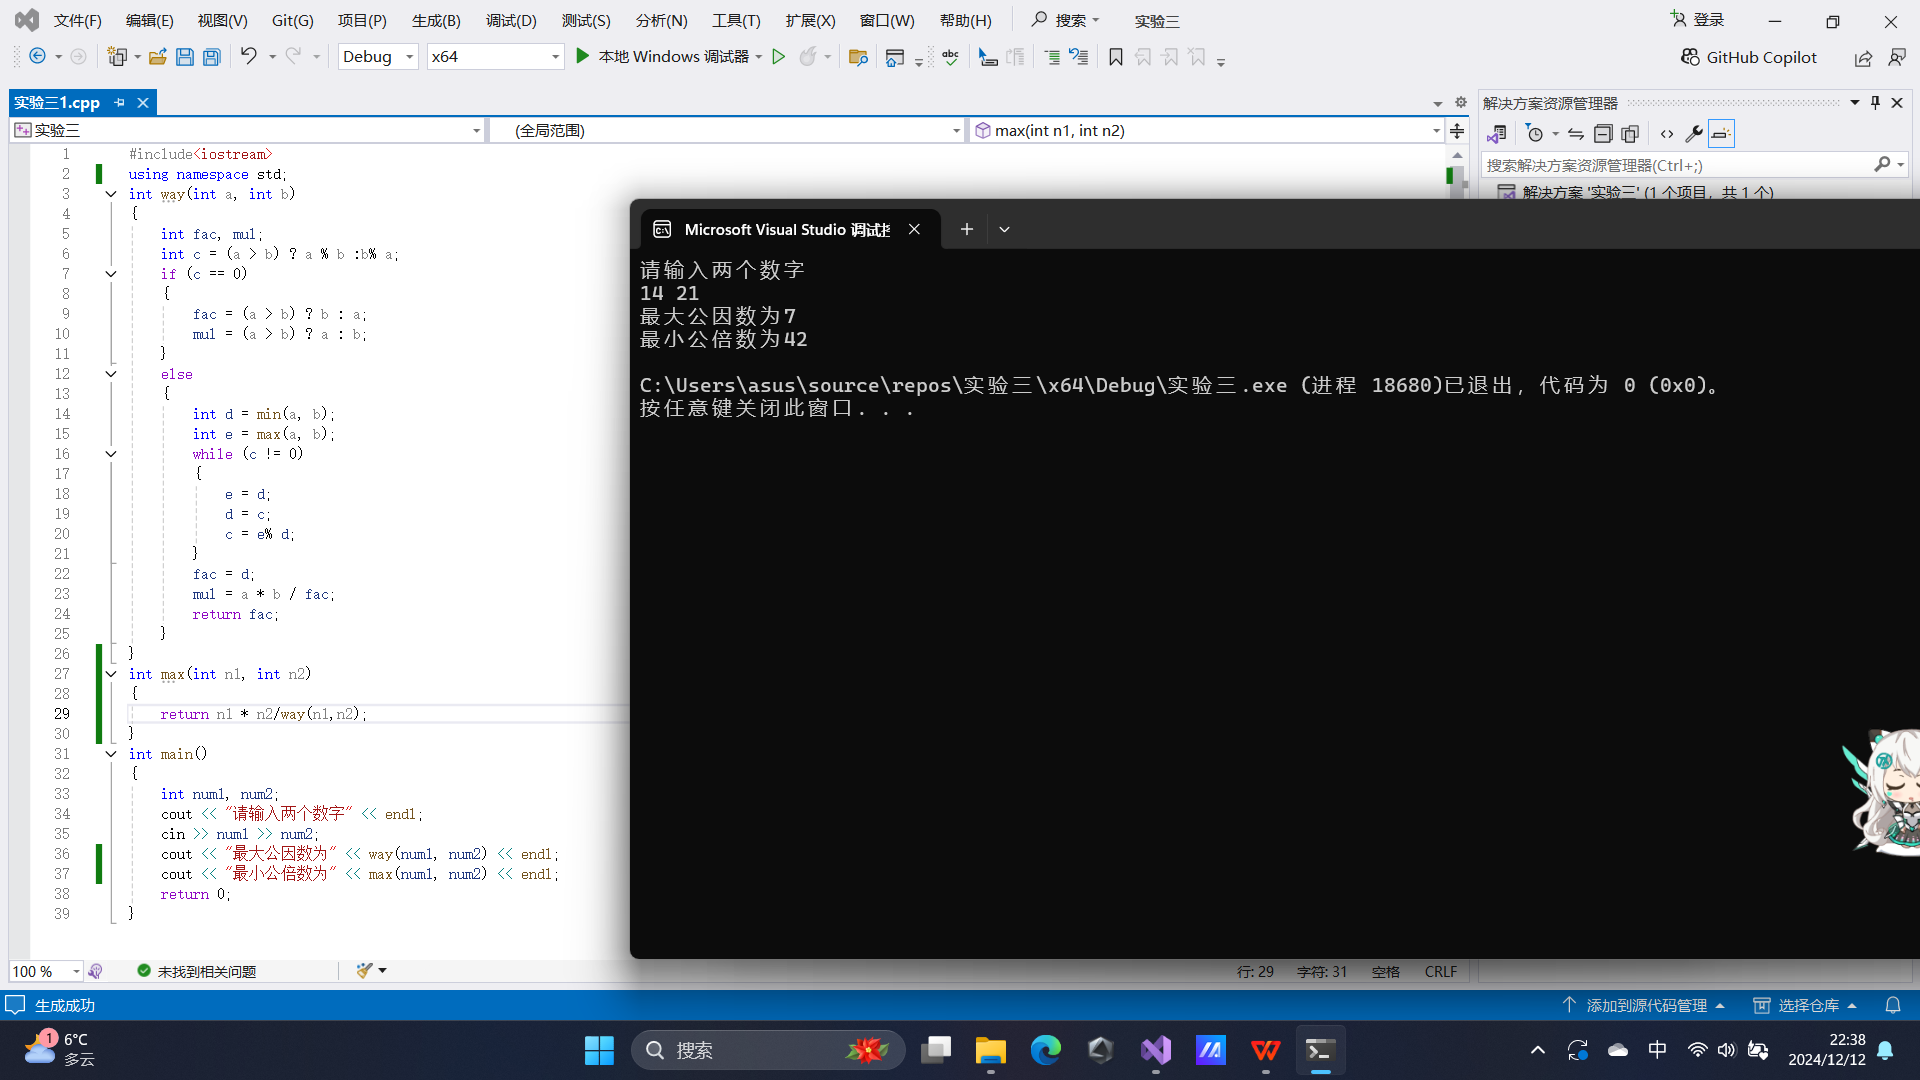 文件(F) 编辑(E) 视图(V) Git(G) 项目(P) 生成(B) 调试(D) 测试(S) 分析(N) 工具(T) 扩展(X) 窗口(W) 帮助(H) 搜索 实验三 登录
Debug x64 本地 Windows 调试器 GitHub Copilot
实验三1.cpp
实验三 (全局范围) max(int n1, int n2)
1 #include<iostream>
2 using namespace std;
3 int way(int a, int b)
4 {
5 int fac, mul;
6 int c = (a > b) ? a % b :b% a;
7 if (c == 0)
8 {
9 fac = (a > b) ? b : a;
10 mul = (a > b) ? a : b;
11 }
12 else
13 {
14 int d = min(a, b);
15 int e = max(a, b);
16 while (c != 0)
17 {
18 e = d;
19 d = c;
20 c = e% d;
21 }
22 fac = d;
23 mul = a * b / fac;
24 return fac;
25 }
26 }
27 int max(int n1, int n2)
28 {
29 return n1 * n2/way(n1,n2);
30 }
31 int main()
32 {
33 int num1, num2;
34 cout << "请输入两个数字" << endl;
35 cin >> num1 >> num2;
36 cout << "最大公因数为" << way(num1, num2) << endl;
37 cout << "最小公倍数为" << max(num1, num2) << endl;
38 return 0;
39 }
解决方案资源管理器
搜索解决方案资源管理器(Ctrl+;)
解决方案 '实验三' (1 个项目，共 1 个)
Microsoft Visual Studio 调试
请输入两个数字
14 21
最大公因数为7
最小公倍数为42
C:\Users\asus\source\repos\实验三\x64\Debug\实验三.exe (进程 18680)已退出，代码为 0 (0x0)。
按任意键关闭此窗口. . .
100 % 未找到相关问题 行: 29 字符: 31 空格 CRLF
生成成功 添加到源代码管理 选择仓库
1 6°C
多云
搜索
中
22:38
2024/12/12